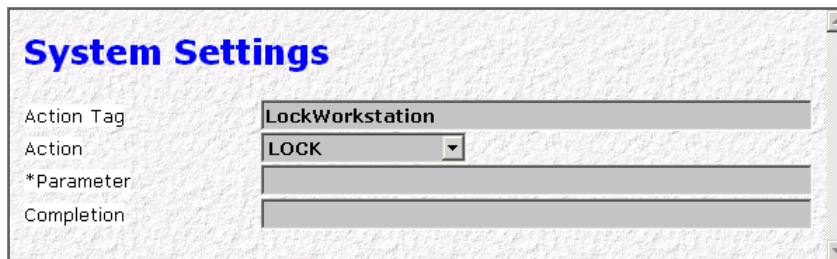 System Settings
Action Tag LockWorkstation
Action LOCK
*Parameter
Completion